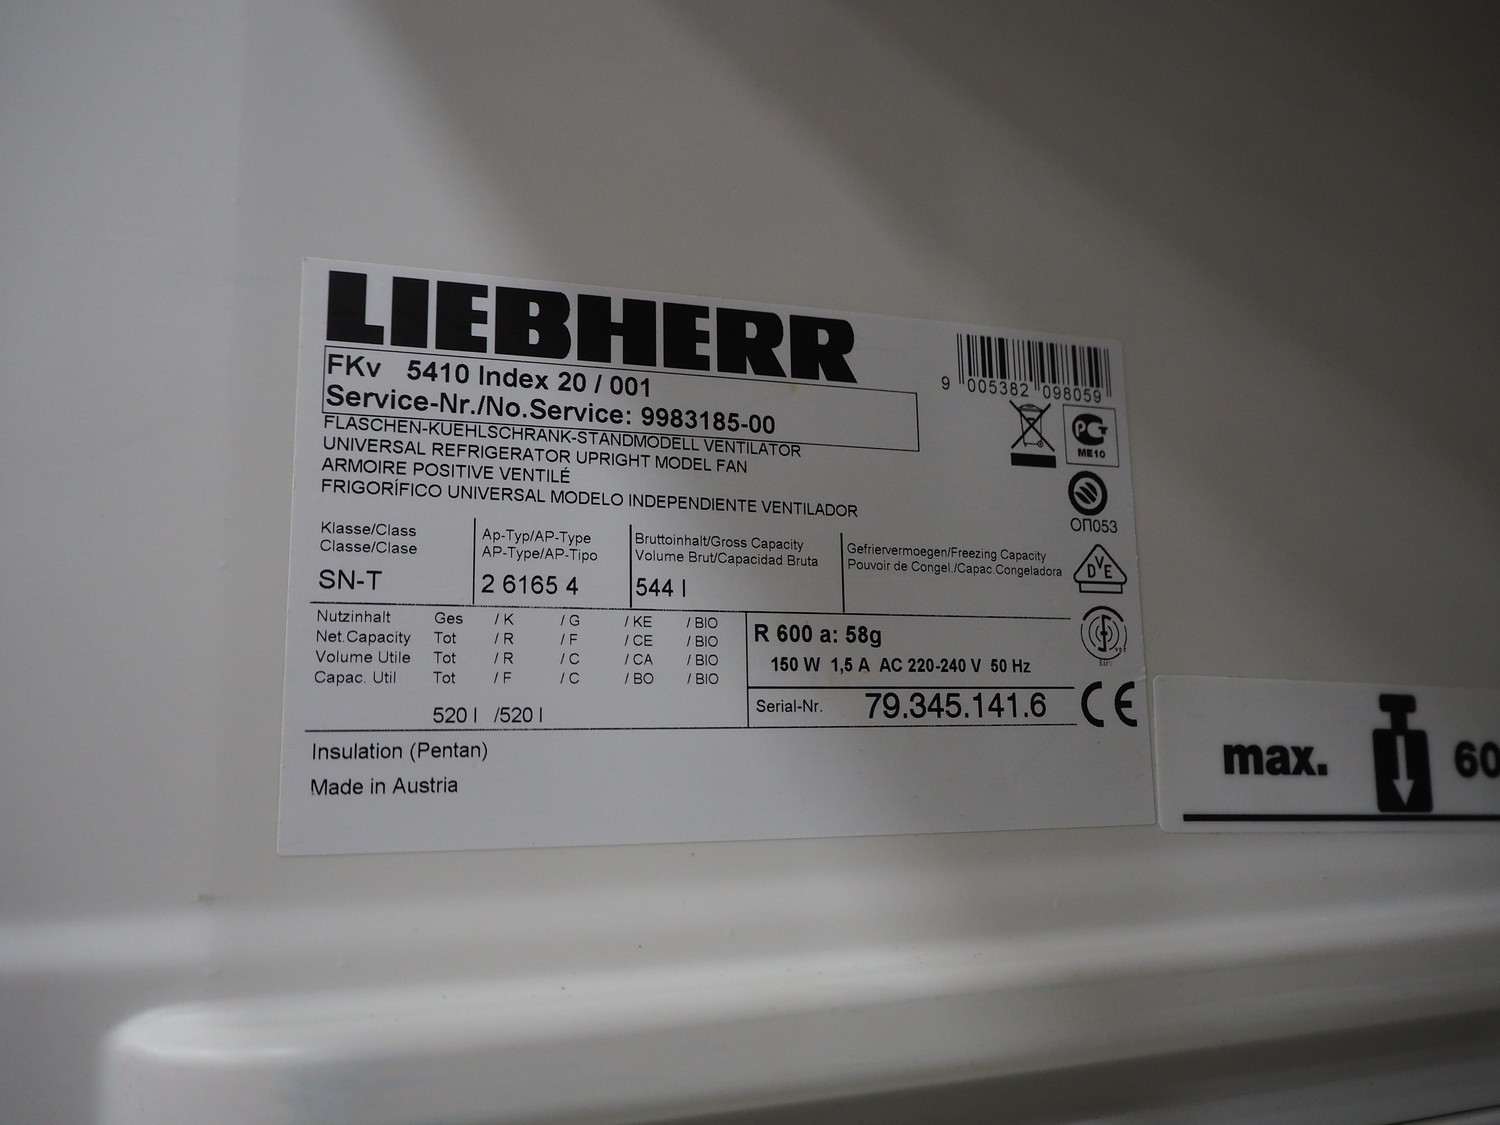 LIEBHERR
FKv 5410 Index 20 / 001
Service-Nr./No.Service: 9983185-00
FLASCHEN-KUEHLSCHRANK-STANDMODELL VENTILATOR
UNIVERSAL REFRIGERATOR UPRIGHT MODEL FAN
ARMOIRE POSITIVE VENTILÉ
FRIGORÍFICO UNIVERSAL MODELO INDEPENDIENTE VENTILADOR
9 005382 098059
ME10
ОП053
DVE
Klasse/Class
Classe/Clase
SN-T
Ap-Typ/AP-Type
AP-Type/AP-Tipo
2 6165 4
Bruttoinhalt/Gross Capacity
Volume Brut/Capacidad Bruta
544 l
Gefriervermoegen/Freezing Capacity
Pouvoir de Congel./Capac.Congeladora
Nutzinhalt Ges / K / G / KE / BIO
Net.Capacity Tot / R / F / CE / BIO
Volume Utile Tot / R / C / CA / BIO
Capac. Util Tot / F / C / BO / BIO
520 l /520 l
R 600 a: 58g
150 W 1,5 A AC 220-240 V 50 Hz
Serial-Nr. 79.345.141.6
CE
Insulation (Pentan)
Made in Austria
max. 60